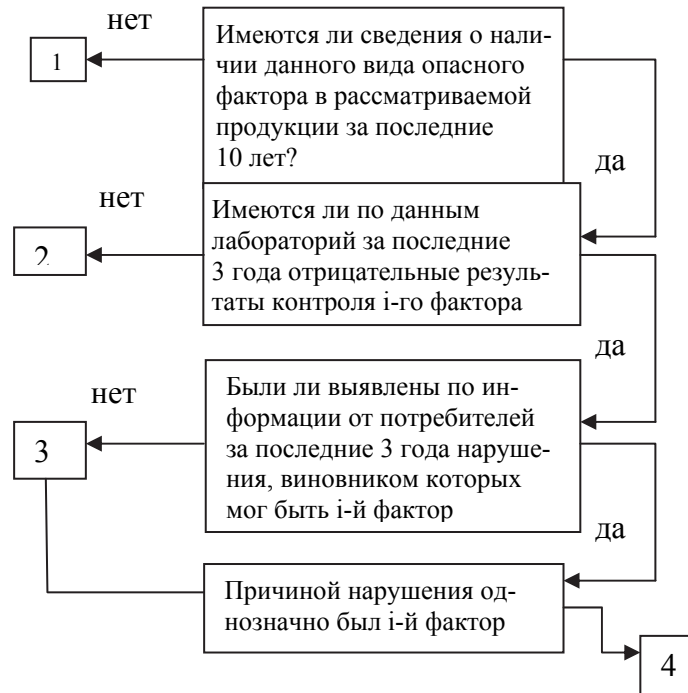 нет
1
Имеются ли сведения о нали-
чии данного вида опасного
фактора в рассматриваемой
продукции за последние
10 лет?
да
нет
2
Имеются ли по данным
лабораторий за последние
3 года отрицательные резуль-
таты контроля i-го фактора
да
нет
3
Были ли выявлены по ин-
формации от потребителей
за последние 3 года наруше-
ния, виновником которых
мог быть i-й фактор
да
Причиной нарушения од-
нозначно был i-й фактор
4